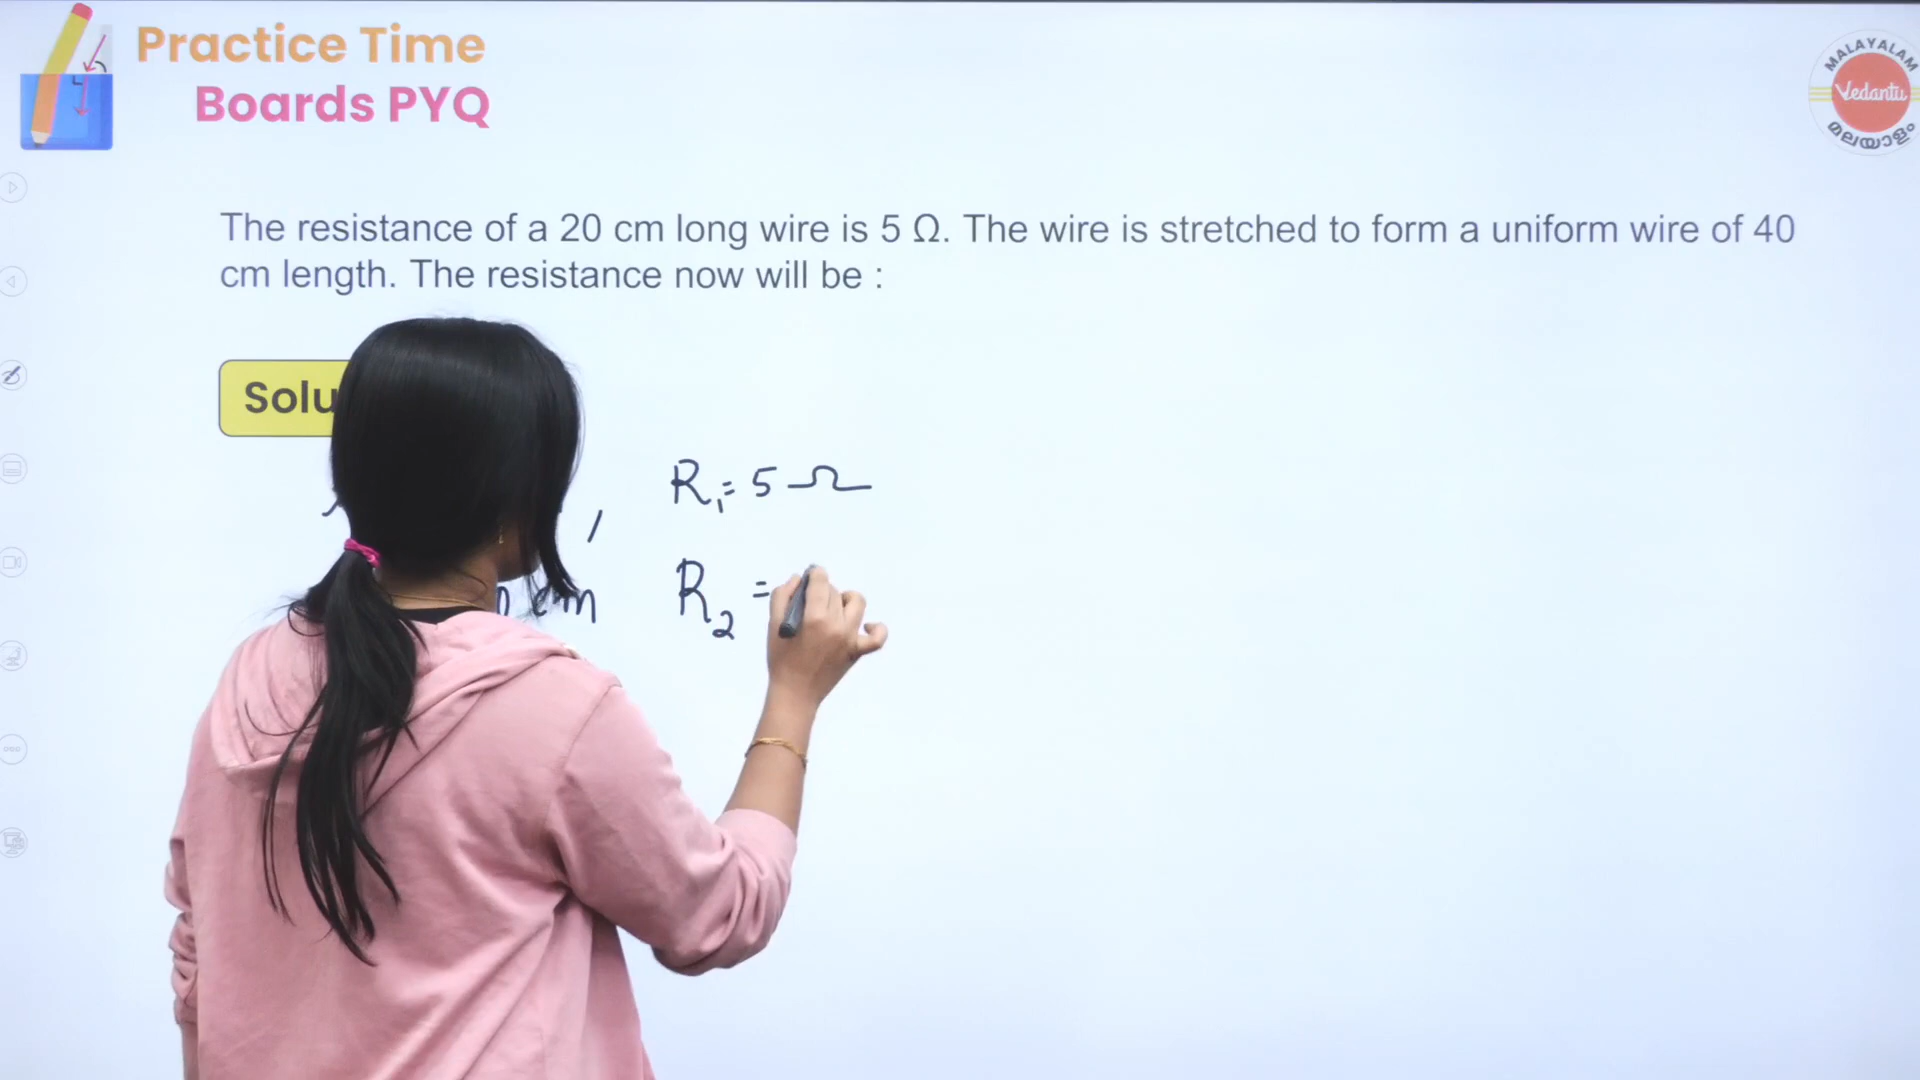 Practice Time
Boards PYQ
MALAYALAM
Vedantu
മലയാളം
The resistance of a 20 cm long wire is 5 Ω. The wire is stretched to form a uniform wire of 40
cm length. The resistance now will be :
R₁ = 5 Ω
cm R₂ =